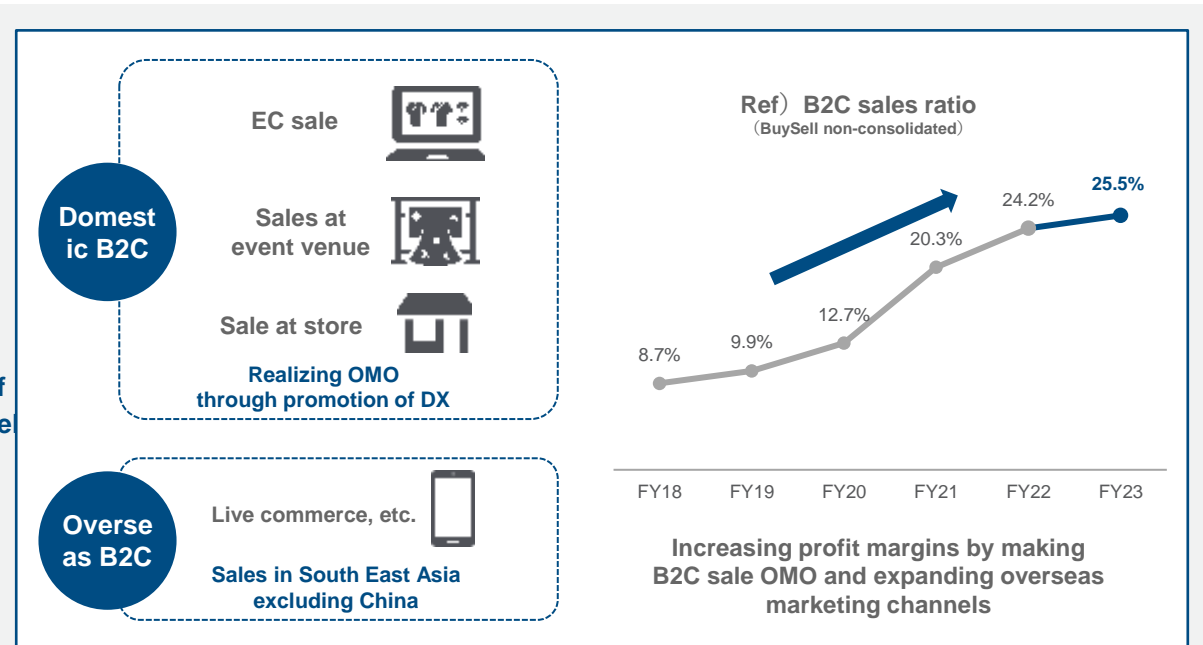 Domest
ic B2C
EC sale
Sales at
event venue
Sale at store
Realizing OMO
through promotion of DX
Overse
as B2C
Live commerce, etc.
Sales in South East Asia
excluding China
Ref）B2C sales ratio
（BuySell non-consolidated）
8.7%
9.9%
12.7%
20.3%
24.2%
25.5%
FY18
FY19
FY20
FY21
FY22
FY23
Increasing profit margins by making
B2C sale OMO and expanding overseas
marketing channels